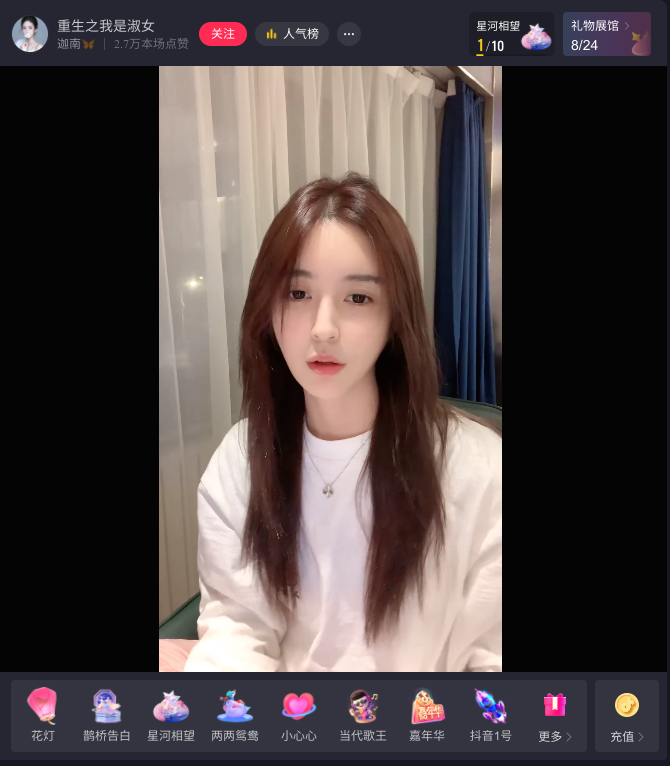 重生之我是淑女
迦南
2.7万本场点赞
关注
人气榜
星河相望
1/10
礼物展馆
8/24
花灯
鹊桥告白
星河相望
两两鸳鸯
小心心
当代歌王
嘉年华
嘉年华
抖音1号
更多
充值